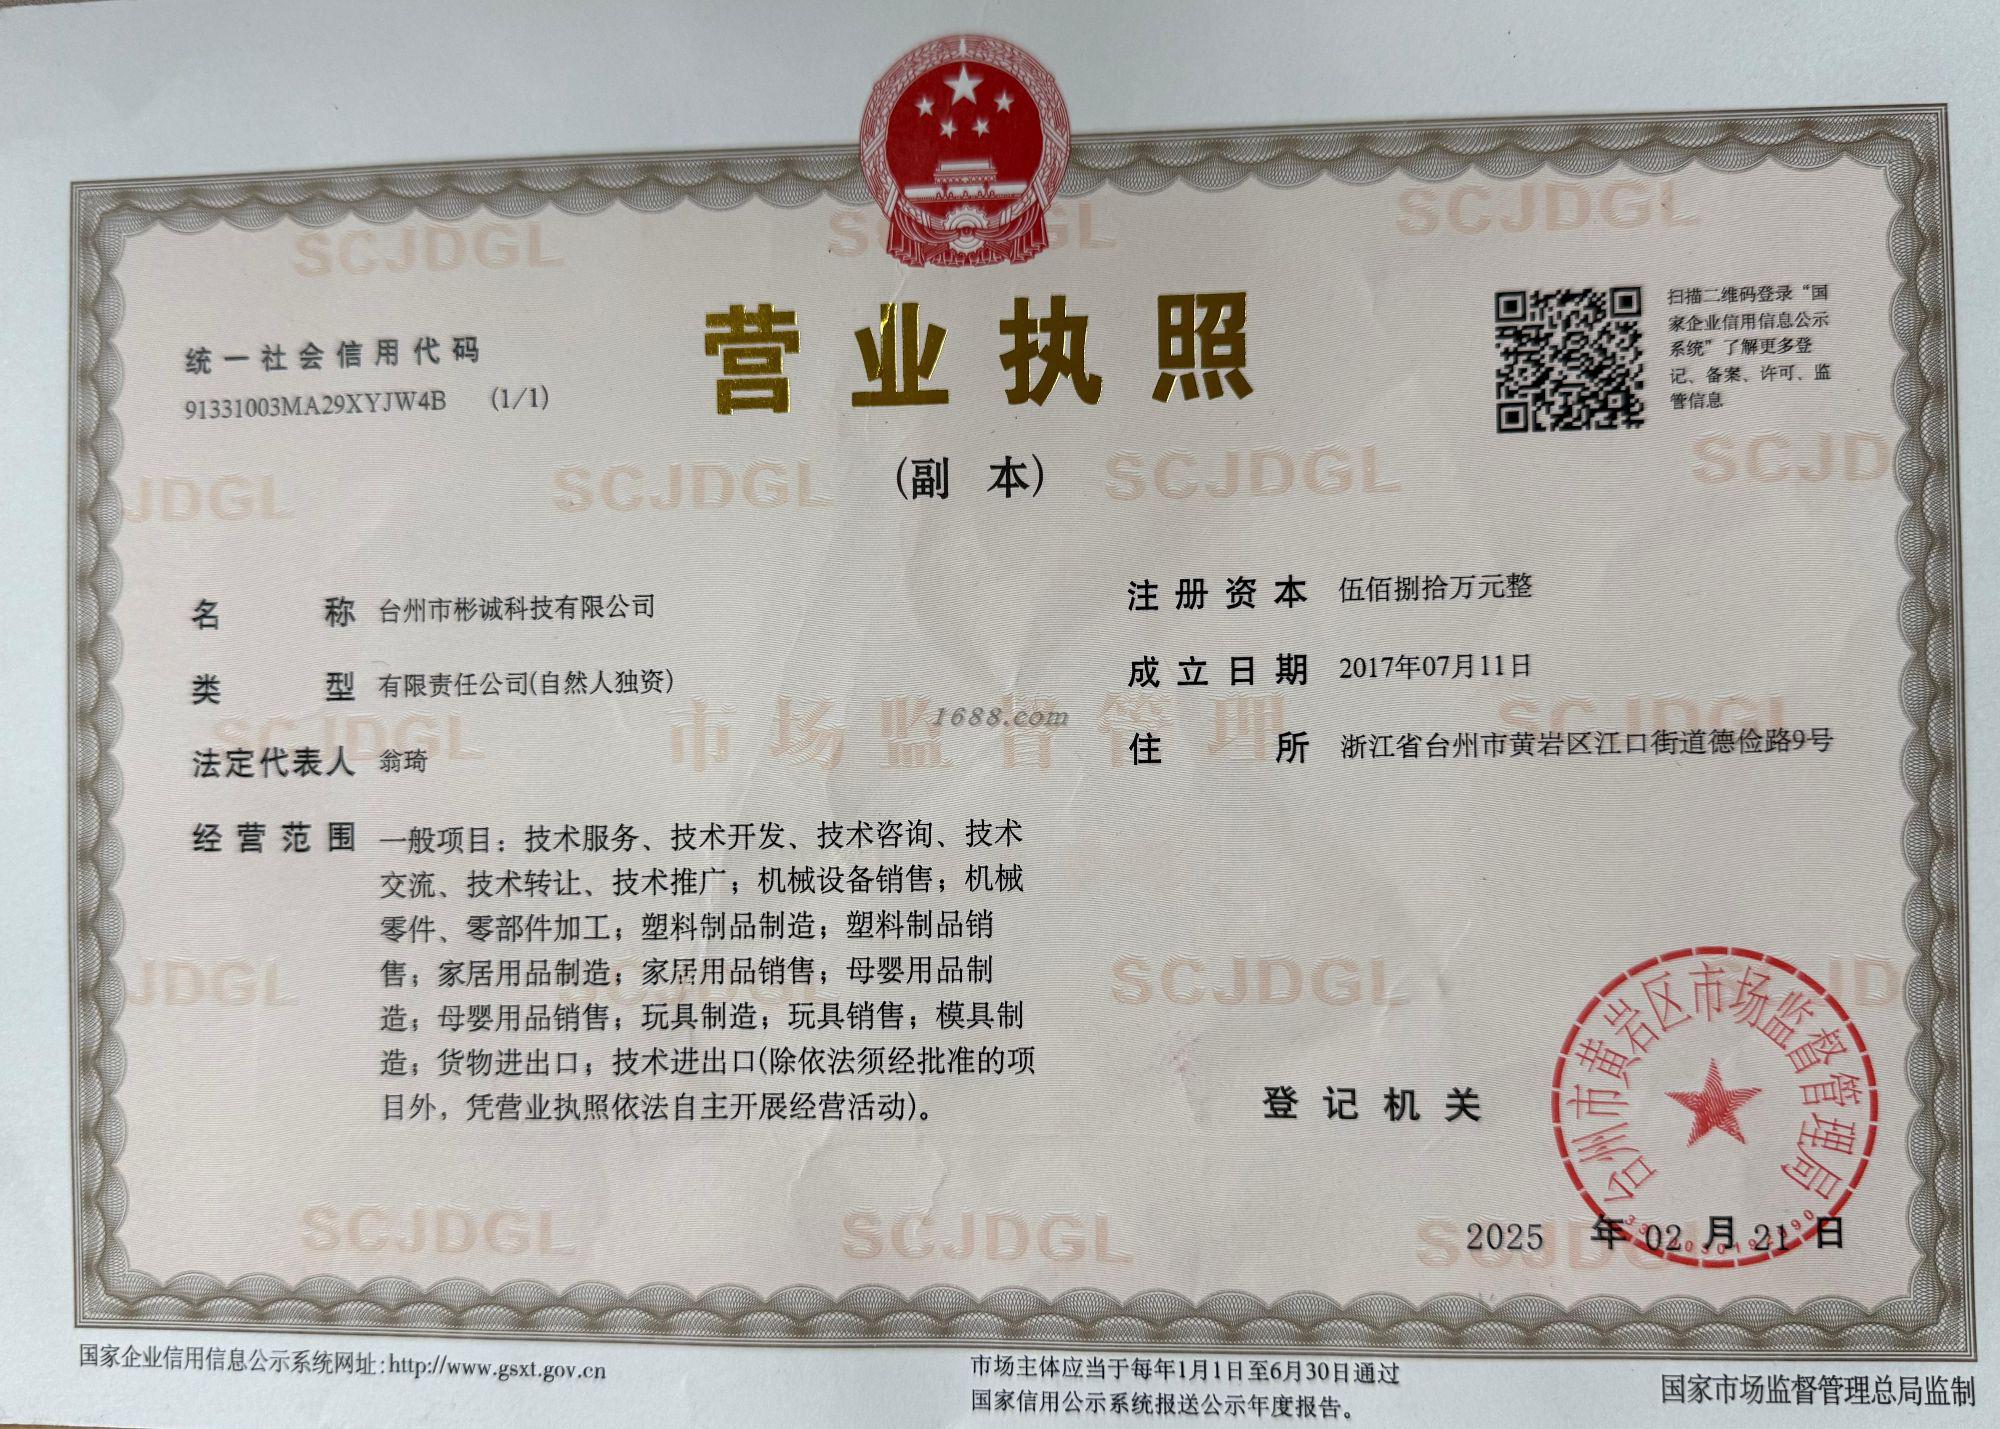 营业执照
(副 本)
统一社会信用代码
91331003MA29XYJW4B (1/1)
扫描二维码登录“国
家企业信用信息公示
系统”了解更多登
记、备案、许可、监
管信息
名 称 台州市彬诚科技有限公司
类 型 有限责任公司(自然人独资)
法定代表人 翁琦
经营范围 一般项目：技术服务、技术开发、技术咨询、技术
交流、技术转让、技术推广；机械设备销售；机械
零件、零部件加工；塑料制品制造；塑料制品销
售；家居用品制造；家居用品销售；母婴用品制
造；母婴用品销售；玩具制造；玩具销售；模具制
造；货物进出口；技术进出口(除依法须经批准的项
目外，凭营业执照依法自主开展经营活动)。
注册资本 伍佰捌拾万元整
成立日期 2017年07月11日
住 所 浙江省台州市黄岩区江口街道德俭路9号
市场监督管理
1688.com
SCJDGL
登记机关
台州市黄岩区市场监督管理局
2025 年 02 月 21 日
国家企业信用信息公示系统网址:http://www.gsxt.gov.cn
市场主体应当于每年1月1日至6月30日通过
国家信用公示系统报送公示年度报告。
国家市场监督管理总局监制